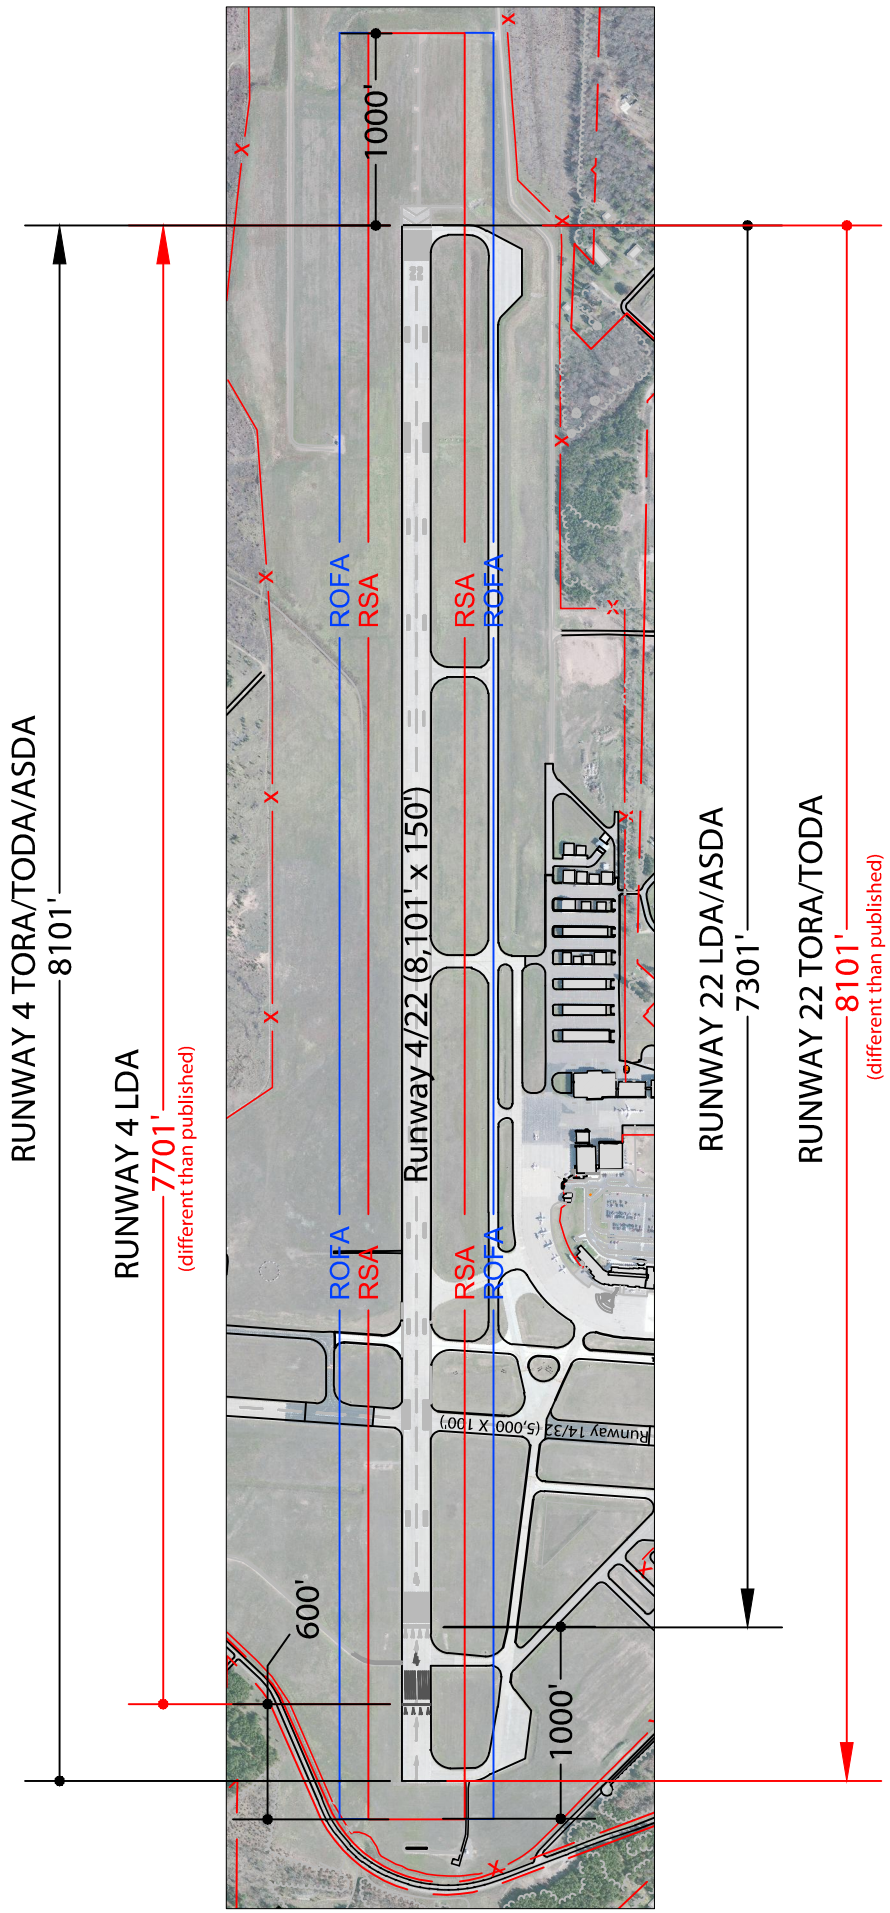 RUNWAY 4 TORA/TODA/ASDA
8101'
RUNWAY 4 LDA
7701'
(different than published)
1000'
22
ROFA
RSA
RSA
ROFA
Runway 4/22 (8,101' x 150')
ROFA
RSA
RSA
ROFA
Runway 14/32 (5,000 X 100')
600'
1000'
RUNWAY 22 LDA/ASDA
7301'
RUNWAY 22 TORA/TODA
8101'
(different than published)
X
X
X
X
X
X
X
X
X
X
X
X
X